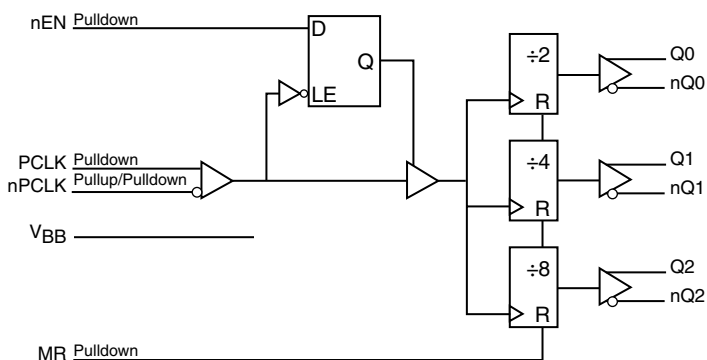 nEN Pulldown
D
Q
LE
÷2
R
Q0
nQ0
PCLK Pulldown
nPCLK Pullup/Pulldown
÷4
R
Q1
nQ1
VBB
÷8
R
Q2
nQ2
MR Pulldown